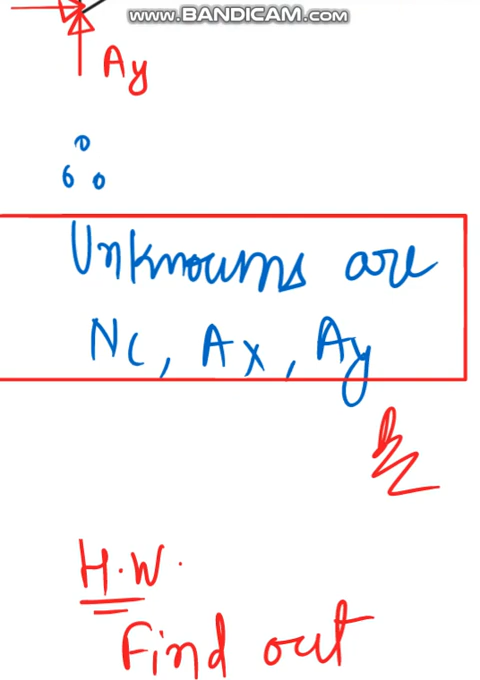 www.BANDICAM.com
Ay
∴
Unknowns are
Nc, Ax, Ay
H.W.
Find out